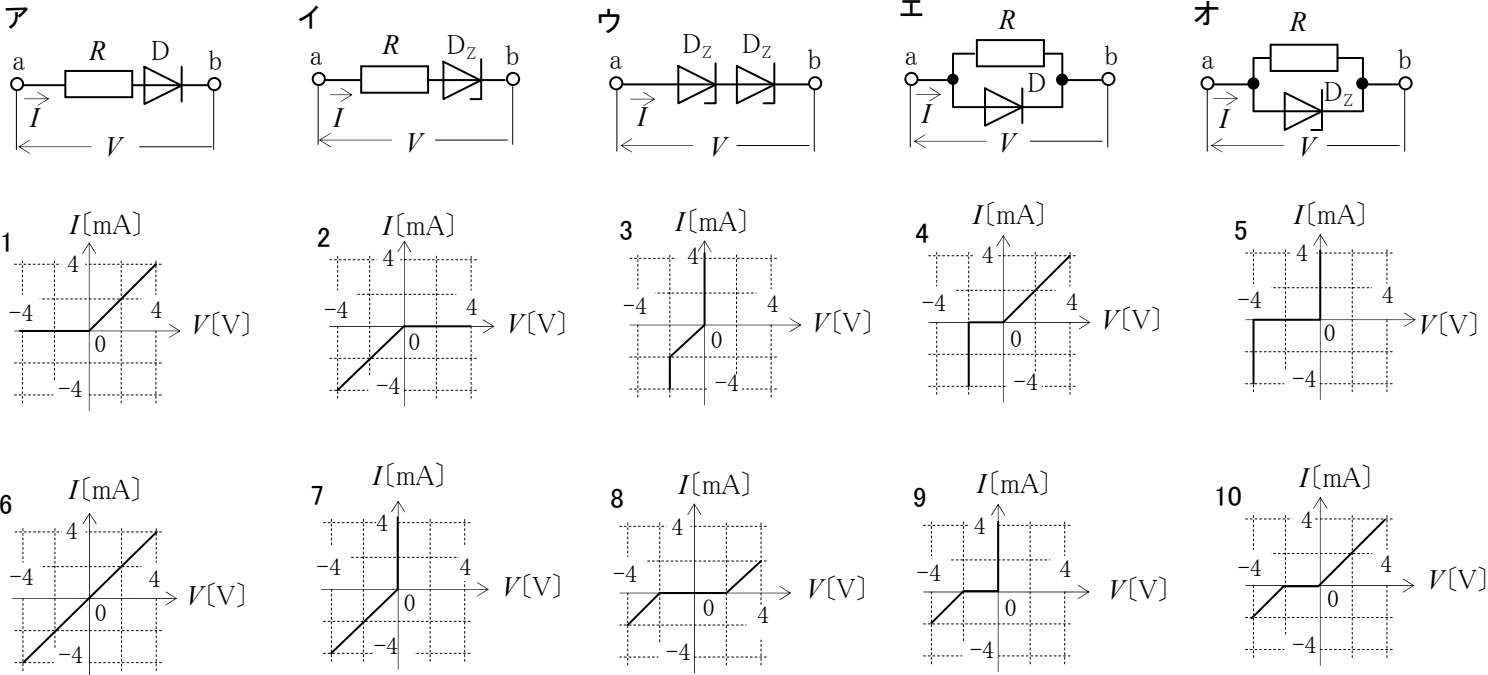 ア イ ウ エ オ
R D R D_Z D_Z D_Z R R
a b a b a b a D b a D_Z b
I I I I I
V V V V V
1 I〔mA〕 4 -4 4 0 V〔V〕 -4
2 I〔mA〕 4 -4 4 0 V〔V〕 -4
3 I〔mA〕 4 -4 4 0 V〔V〕 -4
4 I〔mA〕 4 -4 4 0 V〔V〕 -4
5 I〔mA〕 4 -4 4 0 V〔V〕 -4
6 I〔mA〕 4 -4 4 0 V〔V〕 -4
7 I〔mA〕 4 -4 4 0 V〔V〕 -4
8 I〔mA〕 4 -4 0 4 V〔V〕 -4
9 I〔mA〕 4 -4 4 0 V〔V〕 -4
10 I〔mA〕 4 -4 4 0 V〔V〕 -4